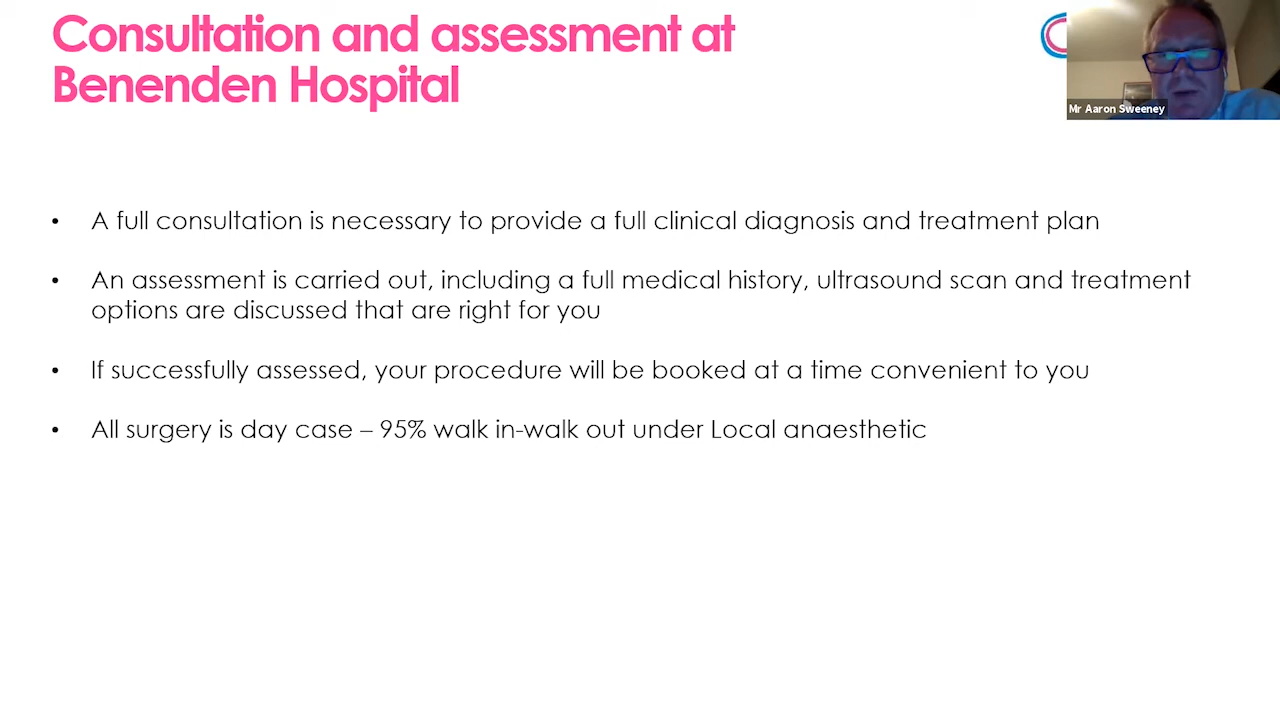 Consultation and assessment at
Benenden Hospital
Mr Aaron Sweeney
• A full consultation is necessary to provide a full clinical diagnosis and treatment plan
• An assessment is carried out, including a full medical history, ultrasound scan and treatment
options are discussed that are right for you
• If successfully assessed, your procedure will be booked at a time convenient to you
• All surgery is day case – 95% walk in-walk out under Local anaesthetic